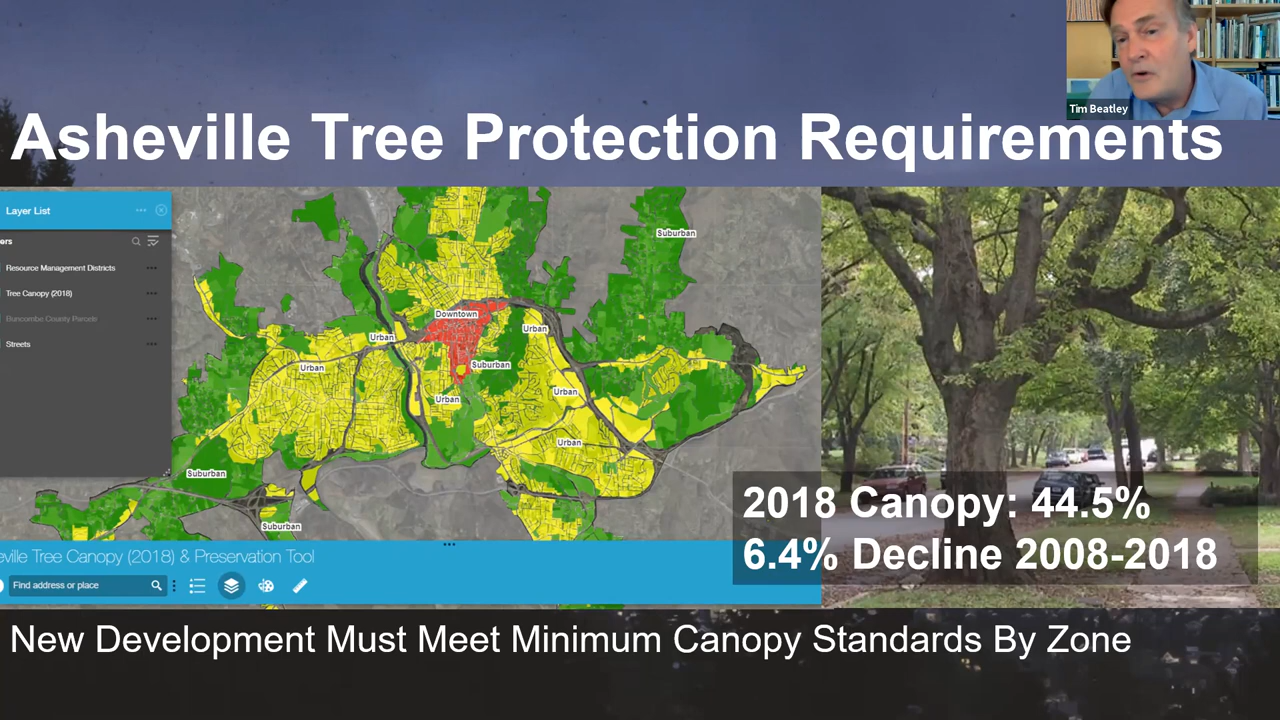 Tim Beatley
Asheville Tree Protection Requirements
Layer List
ers
Resource Management Districts
Tree Canopy (2018)
Buncombe County Parcels
Streets
Suburban
Downtown
Urban
Urban
Urban
Suburban
Urban
Urban
Urban
Suburban
Suburban
2018 Canopy: 44.5%
6.4% Decline 2008-2018
eville Tree Canopy (2018) & Preservation Tool
Find address or place
New Development Must Meet Minimum Canopy Standards By Zone